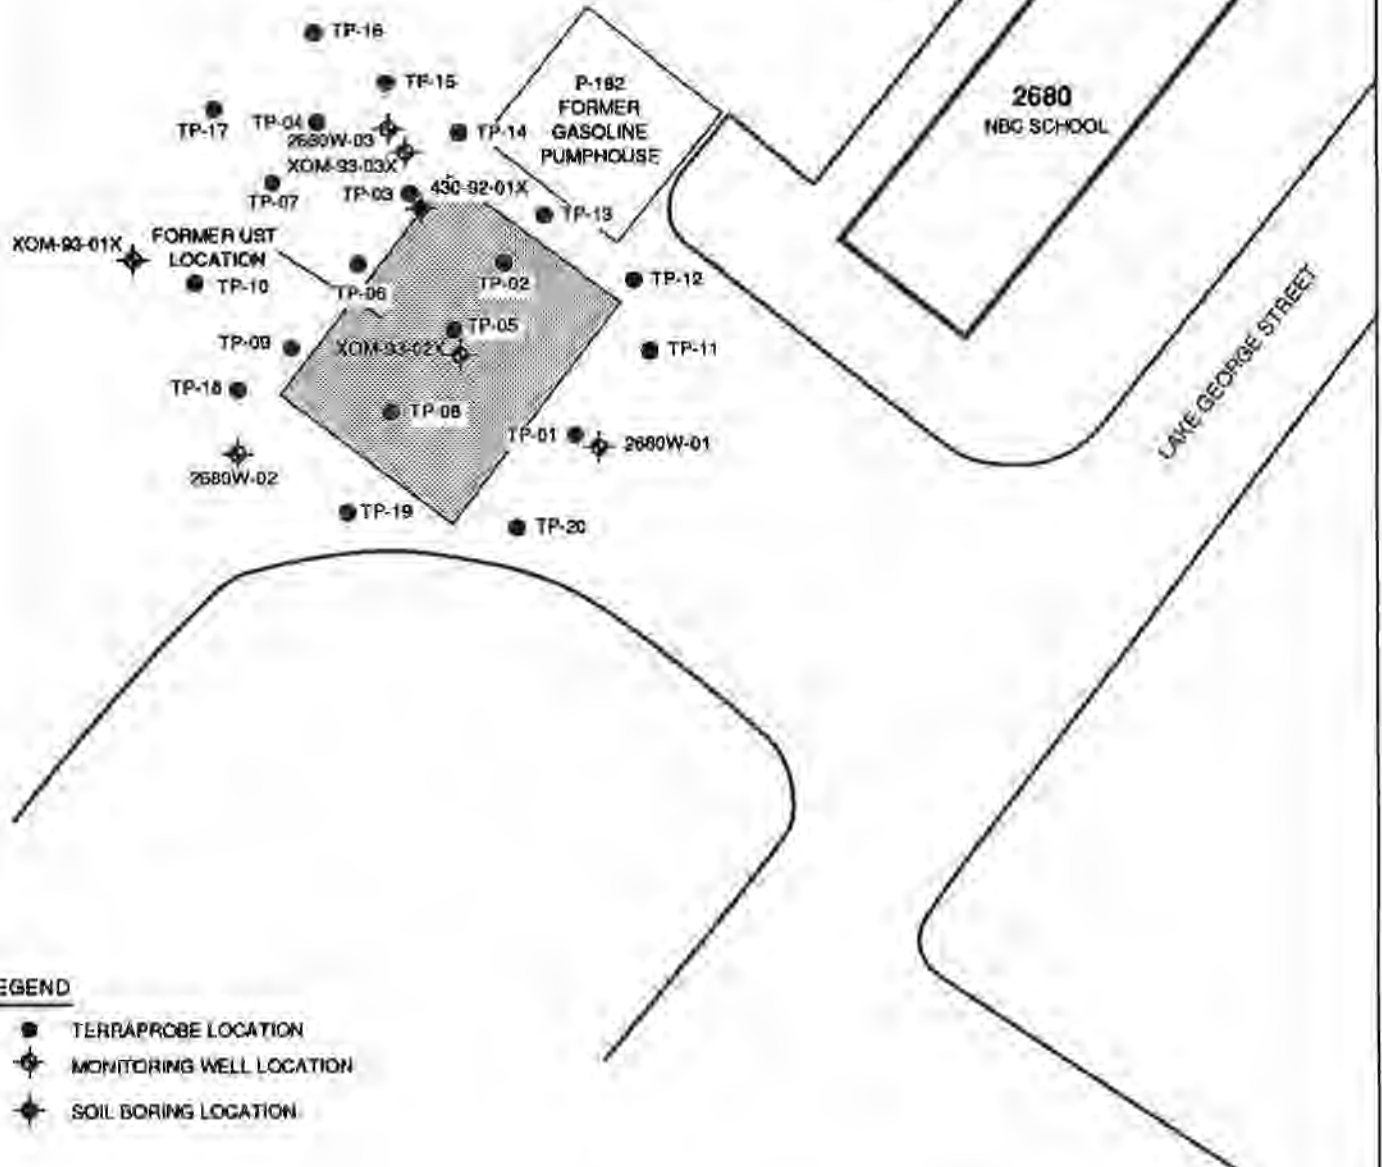 TP-16
TP-15
P-182
FORMER
GASOLINE
PUMPHOUSE
2680
NBC SCHOOL
TP-17
TP-04
TP-14
2680W-03
XOM-93-03X
TP-07
TP-03
430-92-01X
TP-13
XOM-93-01X
FORMER UST
LOCATION
TP-10
TP-06
TP-02
TP-12
TP-09
TP-05
XOM-93-02X
TP-11
TP-18
TP-08
TP-01
2680W-01
2680W-02
TP-19
TP-20
LAKE GEORGE STREET
EGEND
TERRAPROBE LOCATION
MONITORING WELL LOCATION
SOIL BORING LOCATION